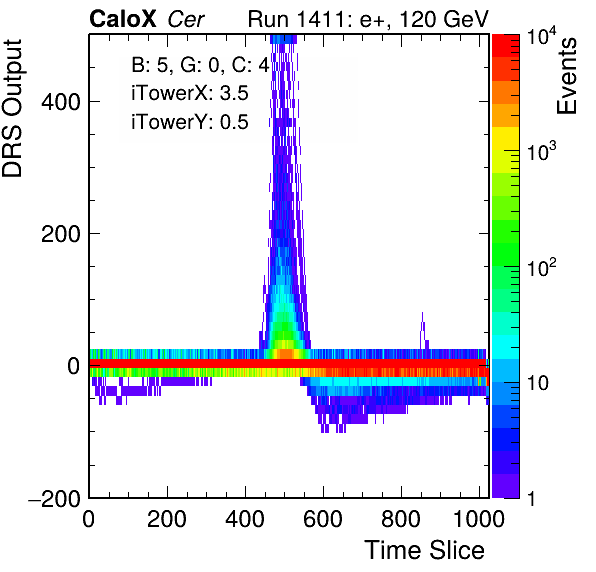 CaloX Cer Run 1411: e+, 120 GeV
B: 5, G: 0, C: 4
iTowerX: 3.5
iTowerY: 0.5
DRS Output
400
200
0
−200
0 200 400 600 800 1000
Time Slice
Events
10^4
10^3
10^2
10
1